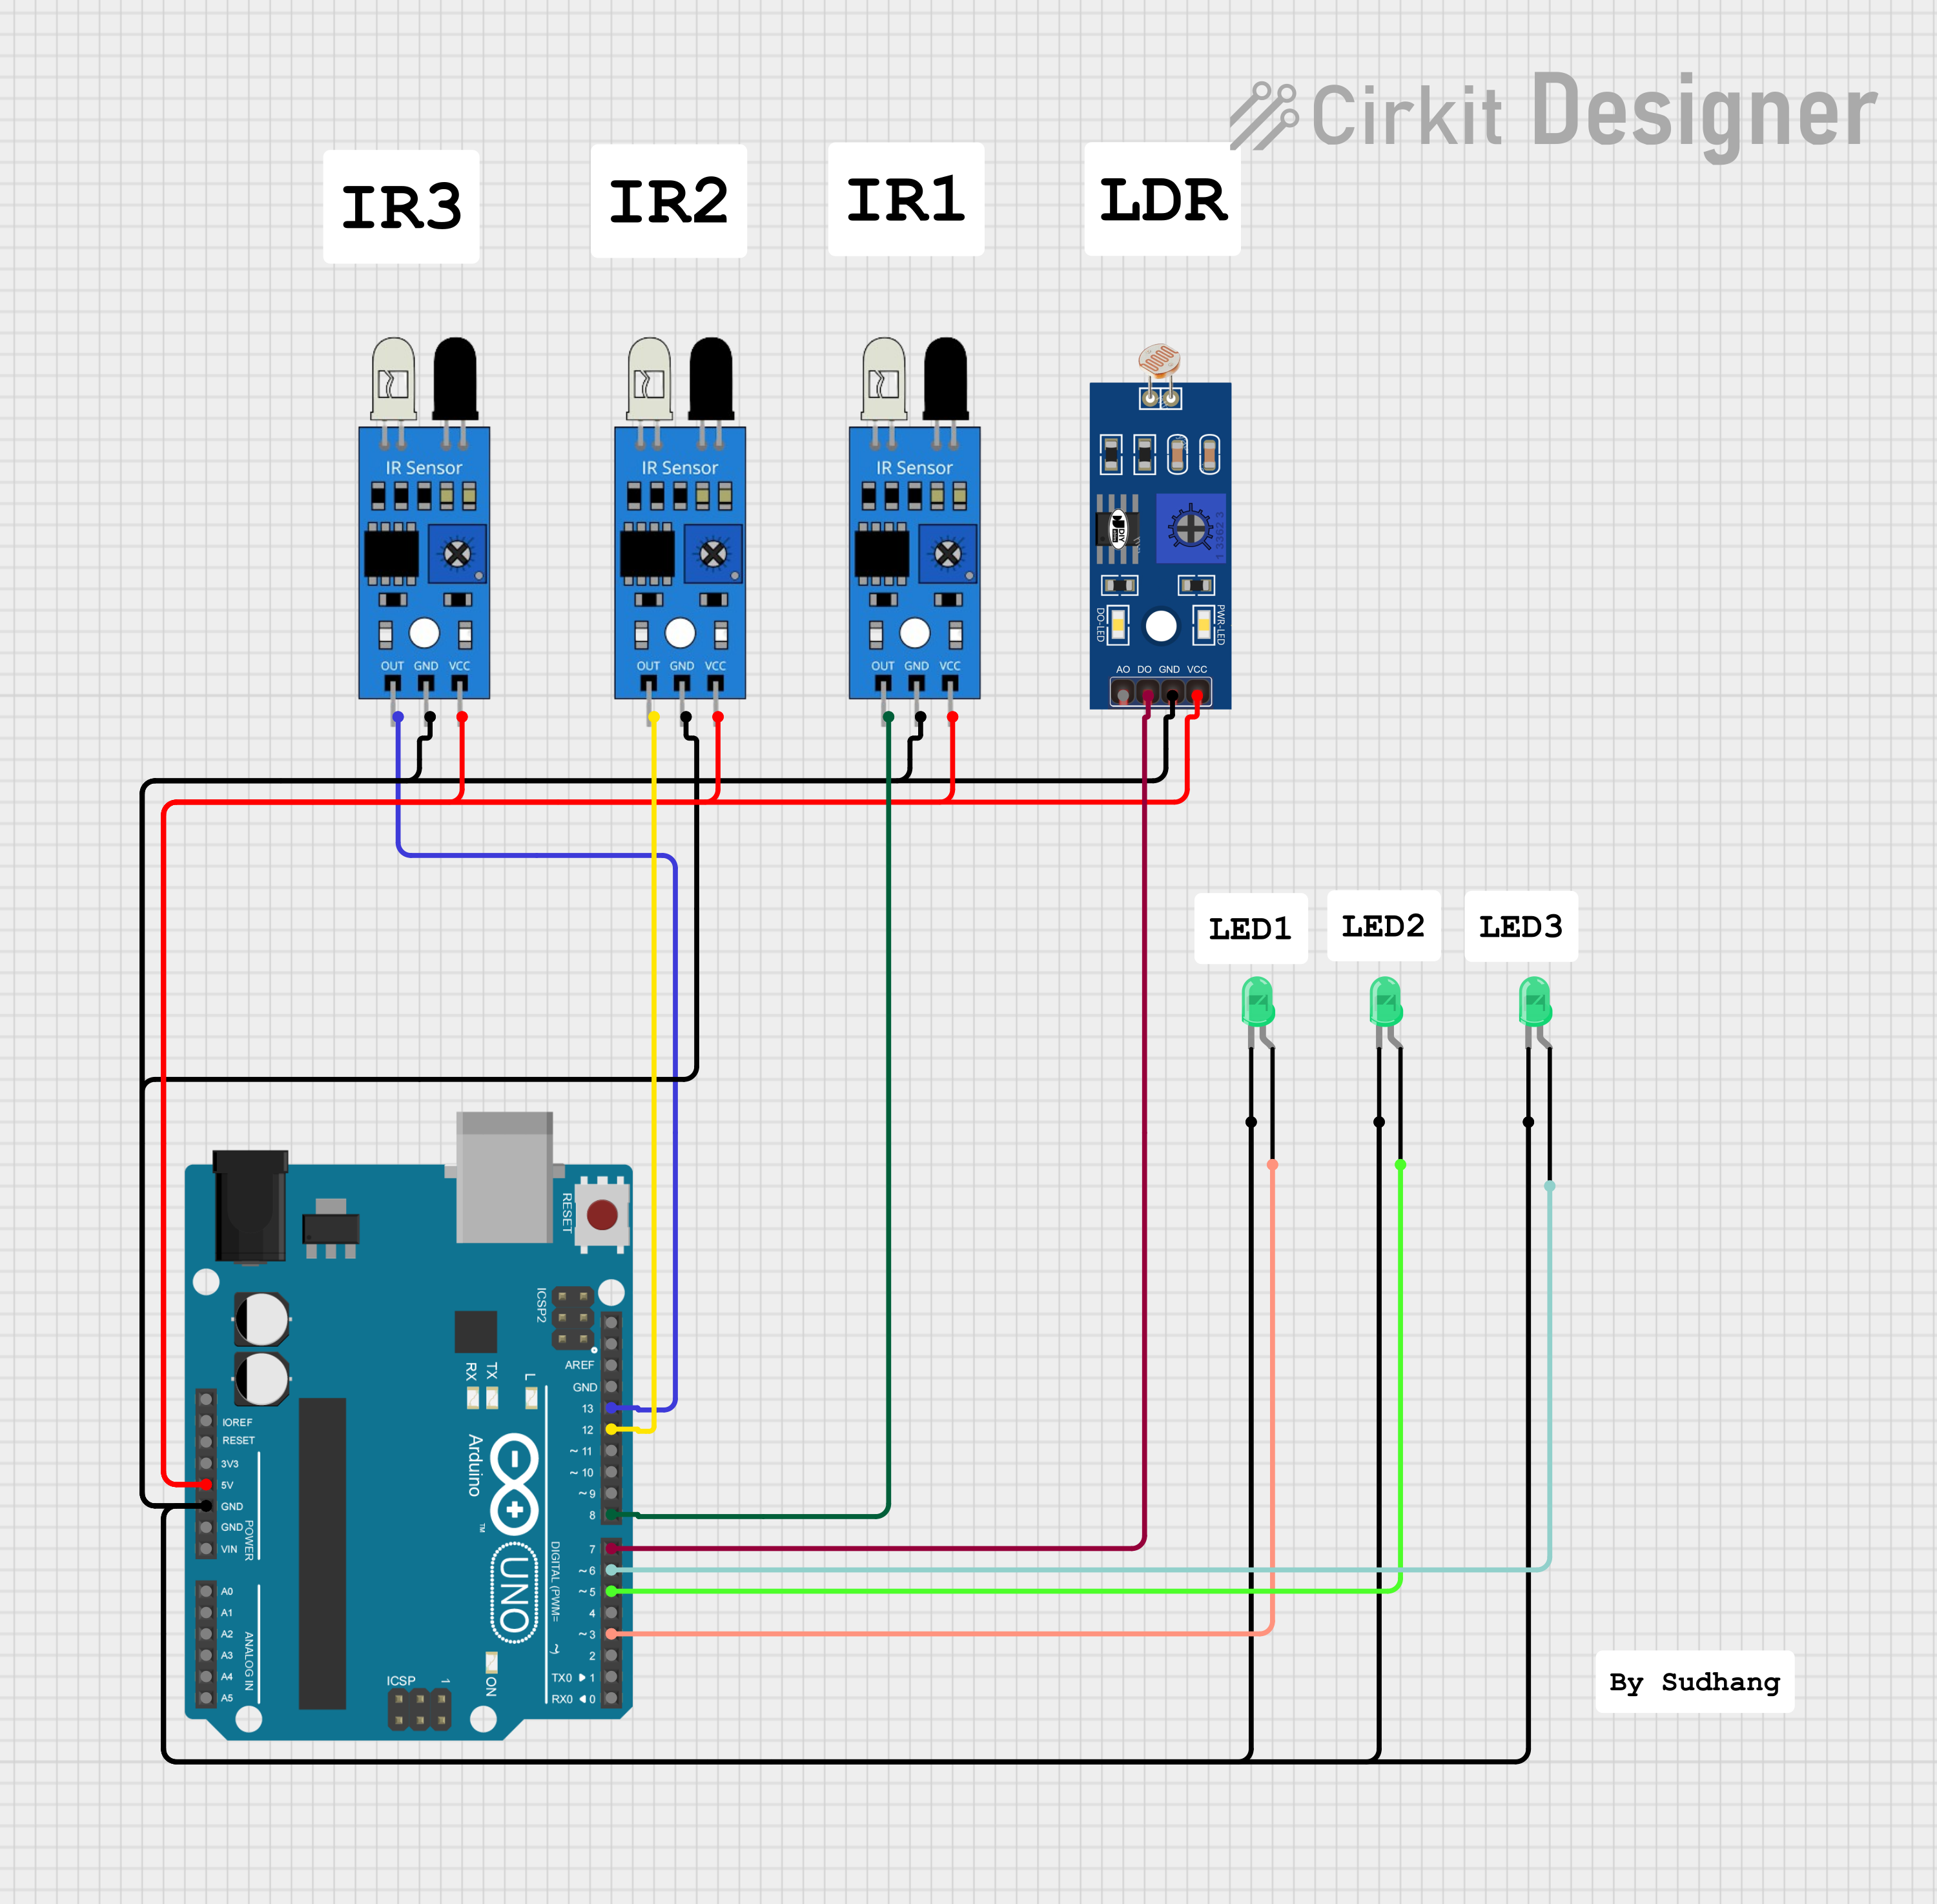 Cirkit Designer
IR3
IR2
IR1
LDR
IR Sensor
IR Sensor
IR Sensor
DO-LED
PWR-LED
OUT GND VCC
OUT GND VCC
OUT GND VCC
AO DO GND VCC
LED1
LED2
LED3
RESET
ICSP2
AREF
GND
13
12
~ 11
~ 10
~ 9
8
7
~ 6
~ 5
4
~ 3
2
TX0 ▶ 1
RX0 ◀ 0
RX
TX
L
IOREF
RESET
3V3
5V
GND
GND
VIN
POWER
A0
A1
A2
A3
A4
A5
ANALOG IN
Arduino
TM
UNO
DIGITAL (PWM= ~)
ICSP
1
ON
By Sudhang